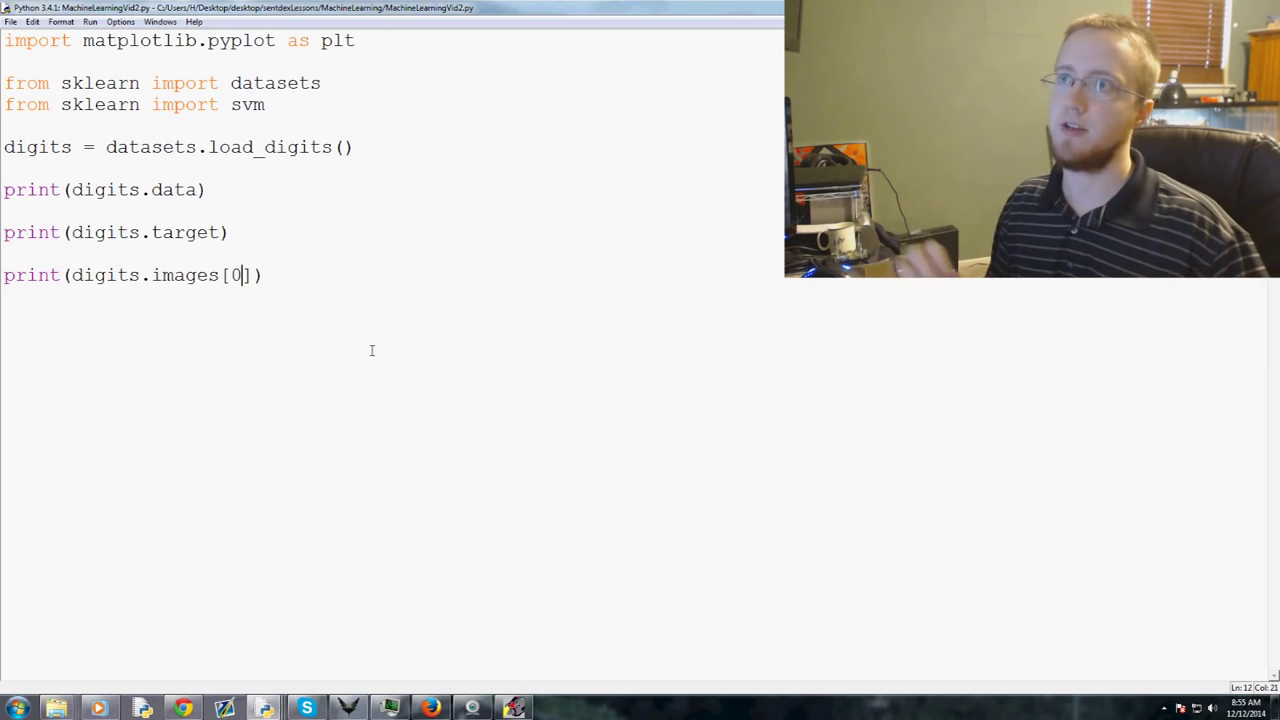 Python 3.4.1: MachineLearningVid2.py - C:/Users/H/Desktop/desktop/sentdexLessons/MachineLearning/MachineLearningVid2.py
File Edit Format Run Options Windows Help
import matplotlib.pyplot as plt
from sklearn import datasets
from sklearn import svm
digits = datasets.load_digits()
print(digits.data)
print(digits.target)
print(digits.images[0])
Ln: 12 Col: 21
8:55 AM
12/12/2014